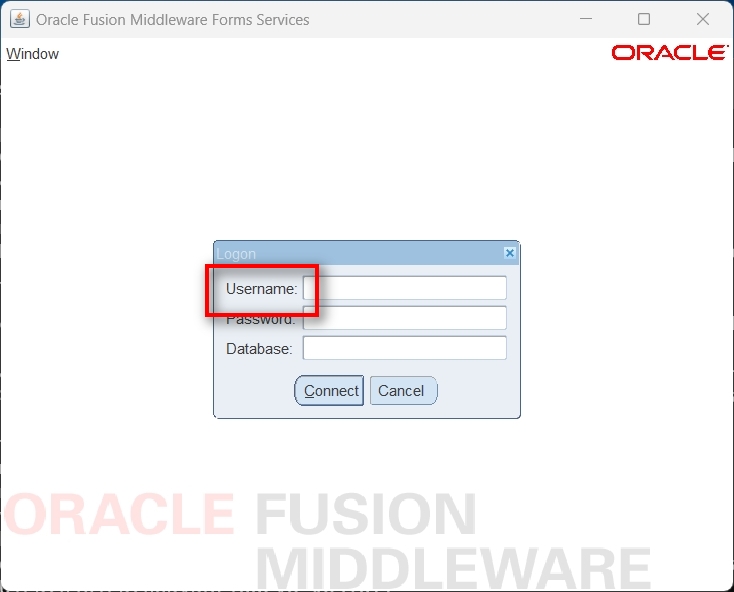 Oracle Fusion Middleware Forms Services
Window
ORACLE
Logon
Username:
Password:
Database:
Connect Cancel
ORACLE FUSION
MIDDLEWARE